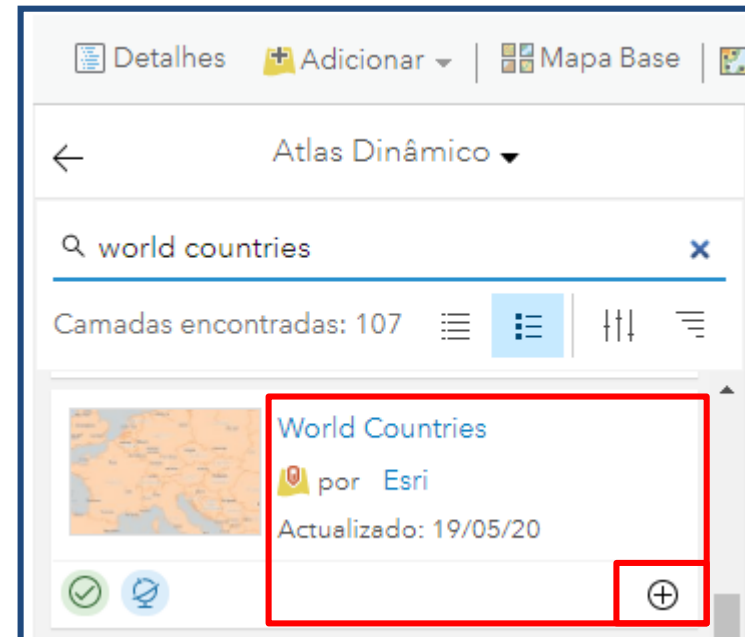 Detalhes Adicionar Mapa Base
Atlas Dinâmico
world countries
Camadas encontradas: 107
World Countries
por Esri
Actualizado: 19/05/20